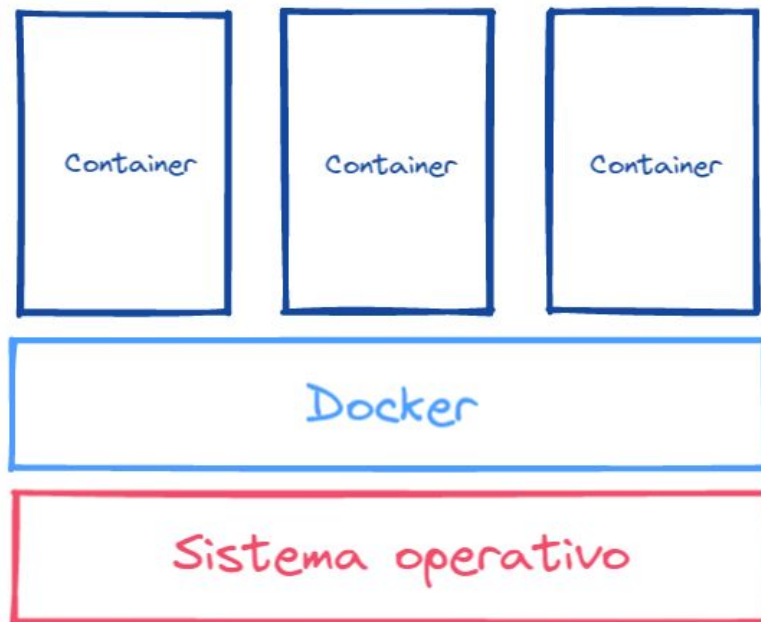 Container
Container
Container
Docker
Sistema operativo